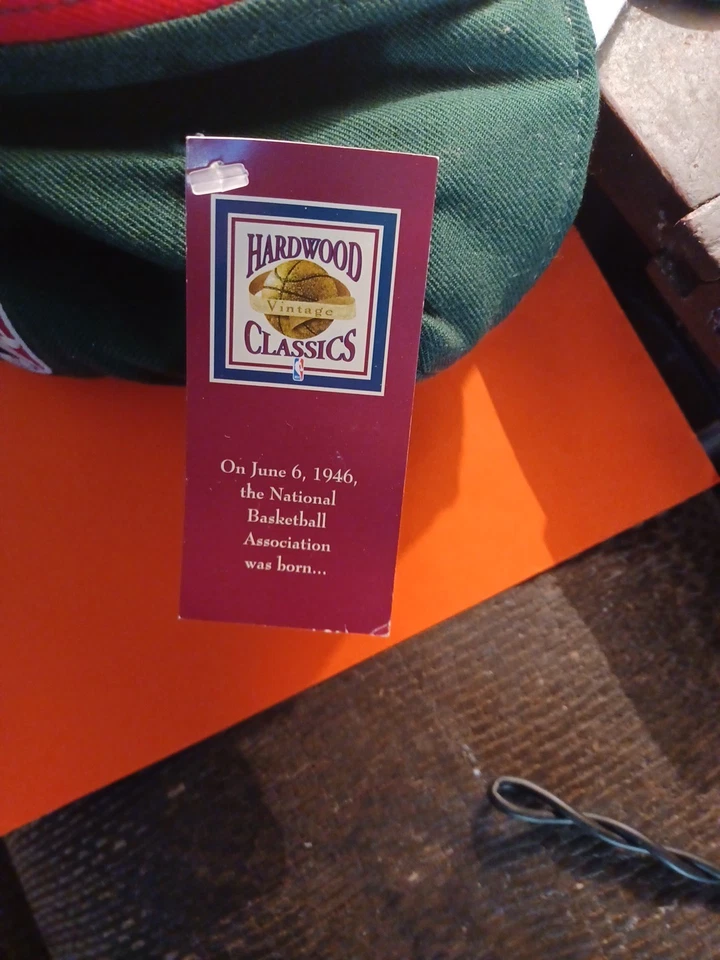 HARDWOOD
Vintage
CLASSICS
On June 6, 1946,
the National
Basketball
Association
was born...